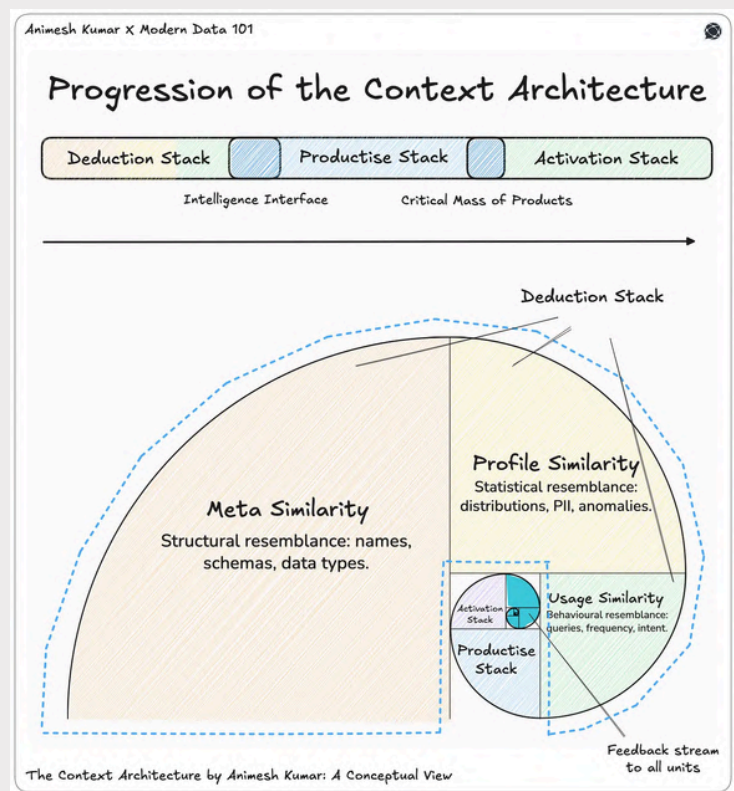 Animesh Kumar X Modern Data 101
Progression of the Context Architecture
Deduction Stack
Productise Stack
Activation Stack
Intelligence Interface
Critical Mass of Products
Deduction Stack
Profile Similarity
Statistical resemblance:
distributions, PII, anomalies.
Meta Similarity
Structural resemblance: names,
schemas, data types.
Usage Similarity
Behavioural resemblance:
queries, frequency, intent.
Activation
Stack
Productise
Stack
Feedback stream
to all units
The Context Architecture by Animesh Kumar: A Conceptual View